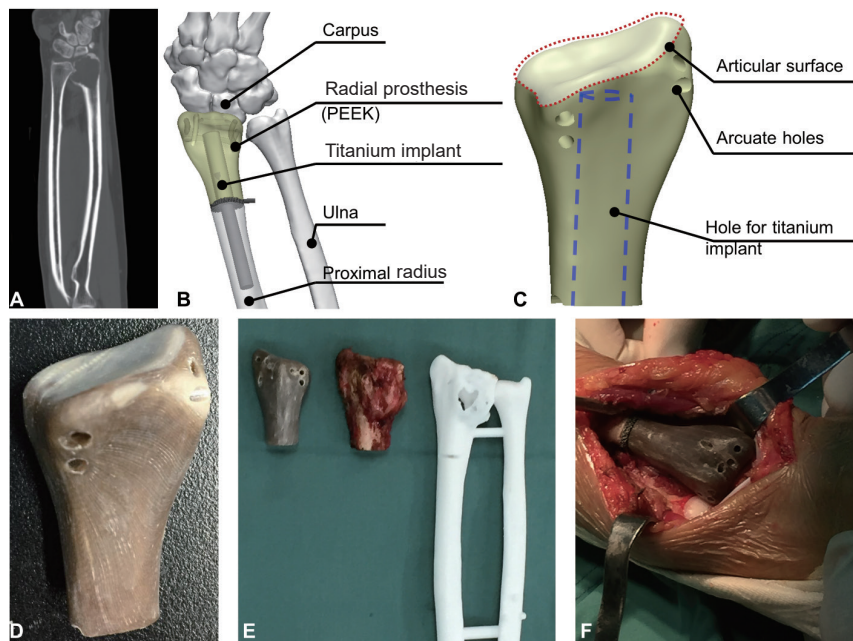 A
B
Carpus
Radial prosthesis
(PEEK)
Titanium implant
Ulna
Proximal radius
C
Articular surface
Arcuate holes
Hole for titanium
implant
D
E
F